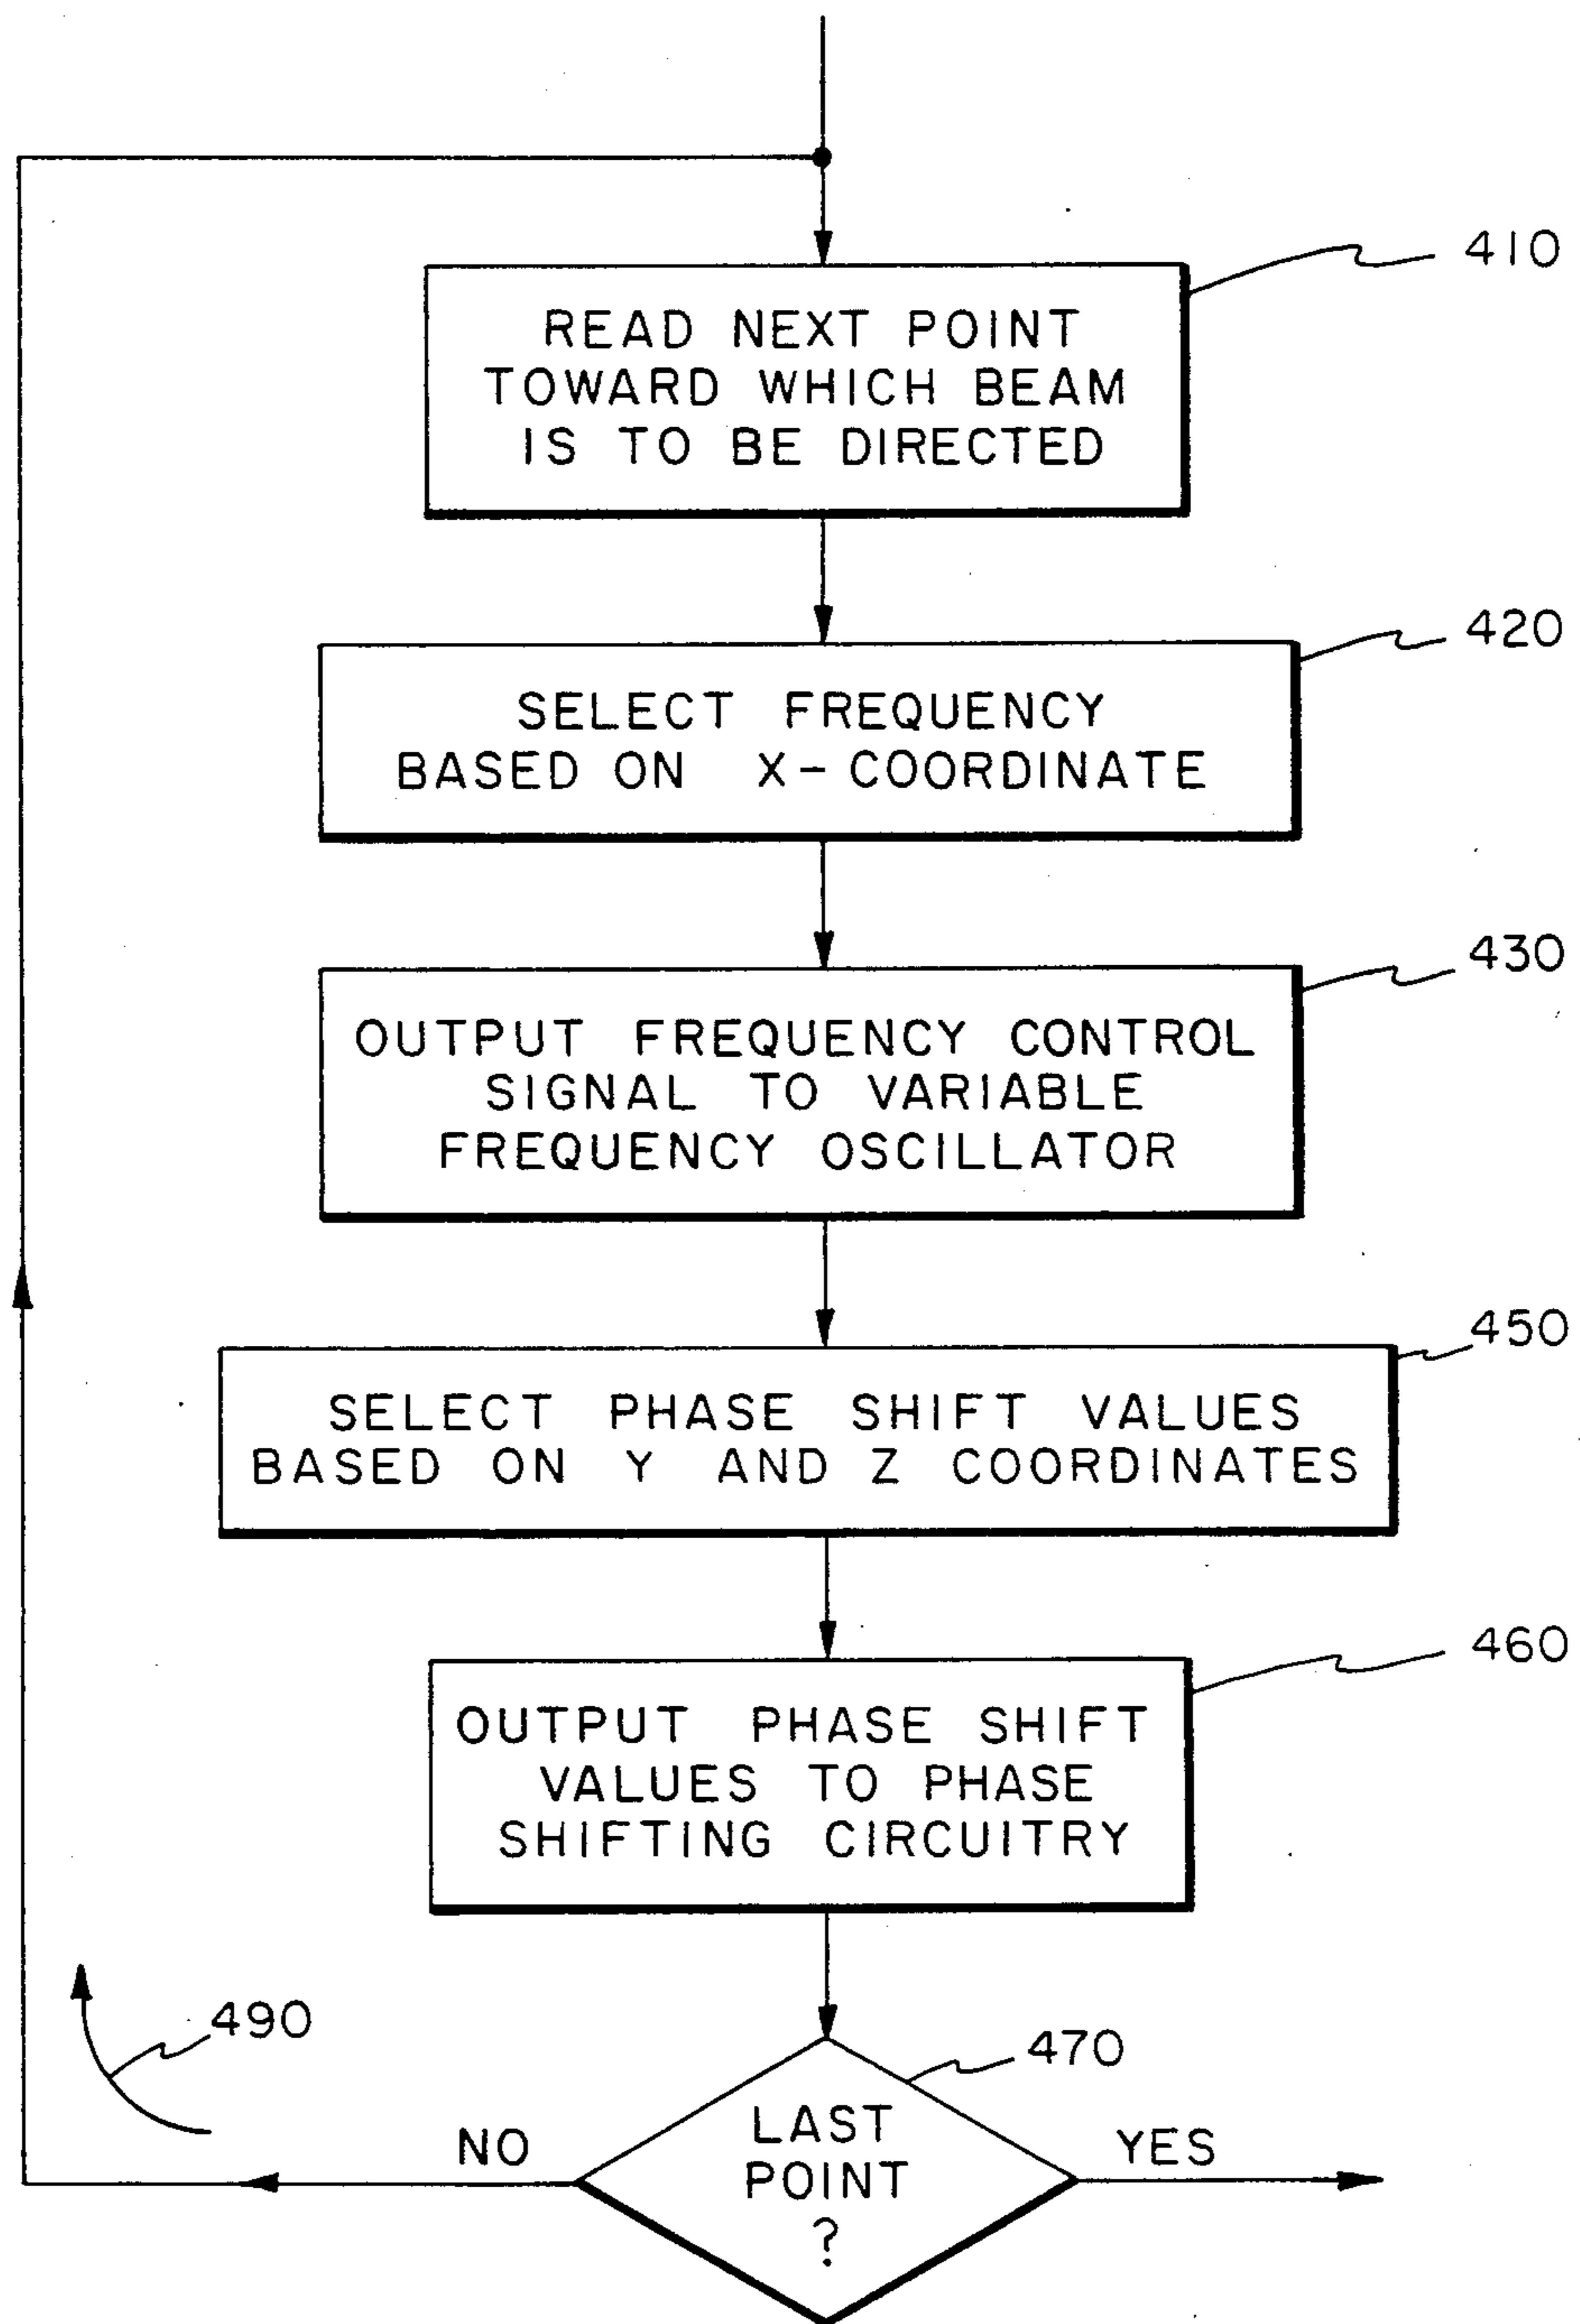 410
READ NEXT POINT
TOWARD WHICH BEAM
IS TO BE DIRECTED
420
SELECT FREQUENCY
BASED ON X-COORDINATE
430
OUTPUT FREQUENCY CONTROL
SIGNAL TO VARIABLE
FREQUENCY OSCILLATOR
450
SELECT PHASE SHIFT VALUES
BASED ON Y AND Z COORDINATES
460
OUTPUT PHASE SHIFT
VALUES TO PHASE
SHIFTING CIRCUITRY
490
470
NO
LAST
POINT
?
YES